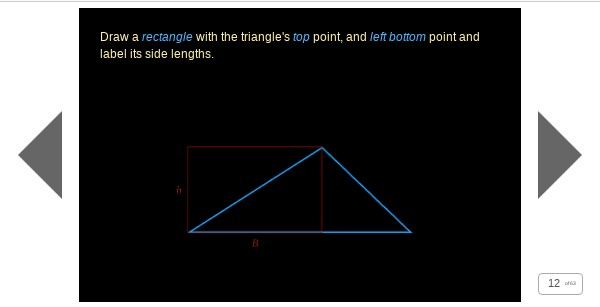 Draw a rectangle with the triangle's top point, and left bottom point and
label its side lengths.
h
B
12 of 63